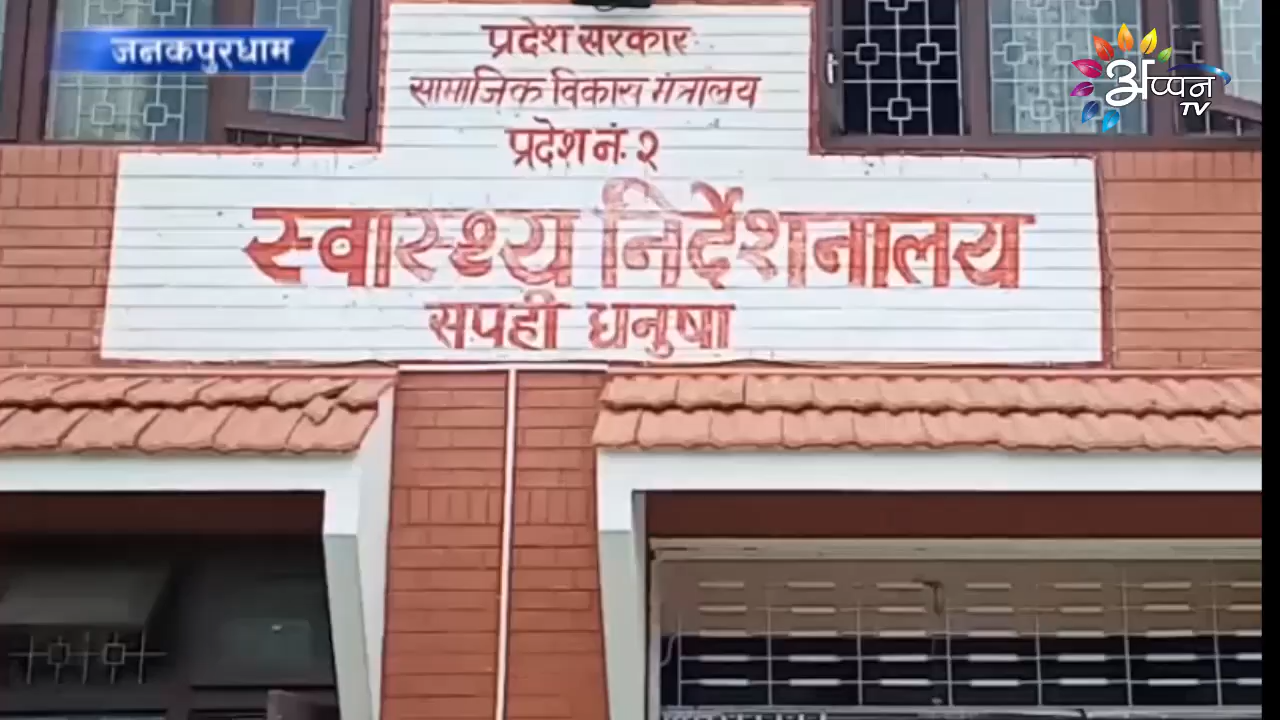 जनकपुरधाम
अप्पन
TV
प्रदेश सरकार
सामाजिक विकास मंत्रालय
प्रदेश नं. २
स्वास्थ्य निर्देशनालय
सपही धनुषा